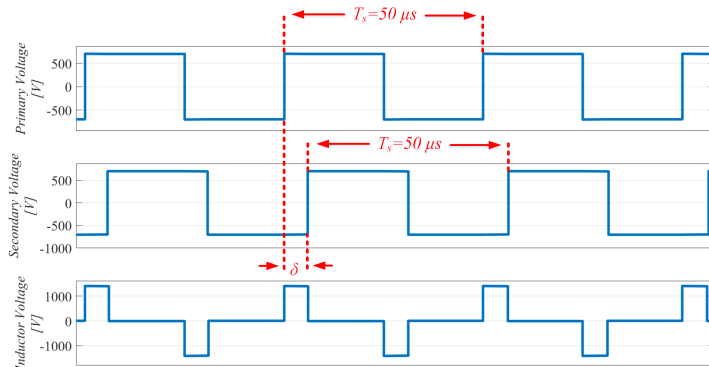 Ts=50 μs
Primary Voltage
[V]
500
0
-500
Ts=50 μs
Secondary Voltage
[V]
500
0
-500
-1000
δ
Inductor Voltage
[V]
1000
0
-1000